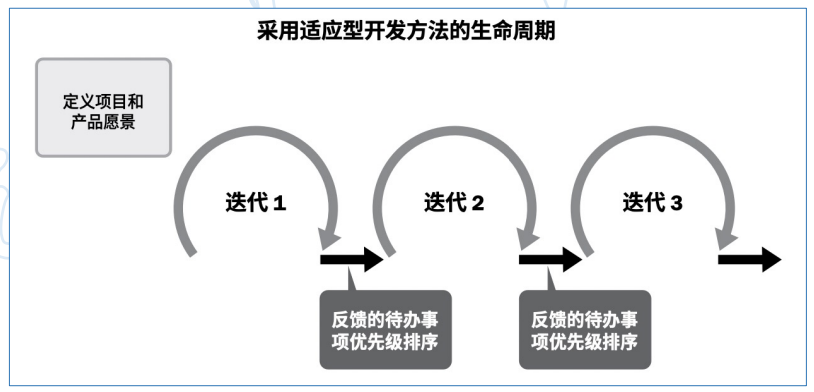 采用适应型开发方法的生命周期
定义项目和
产品愿景
迭代 1
迭代 2
迭代 3
反馈的待办事
项优先级排序
反馈的待办事
项优先级排序